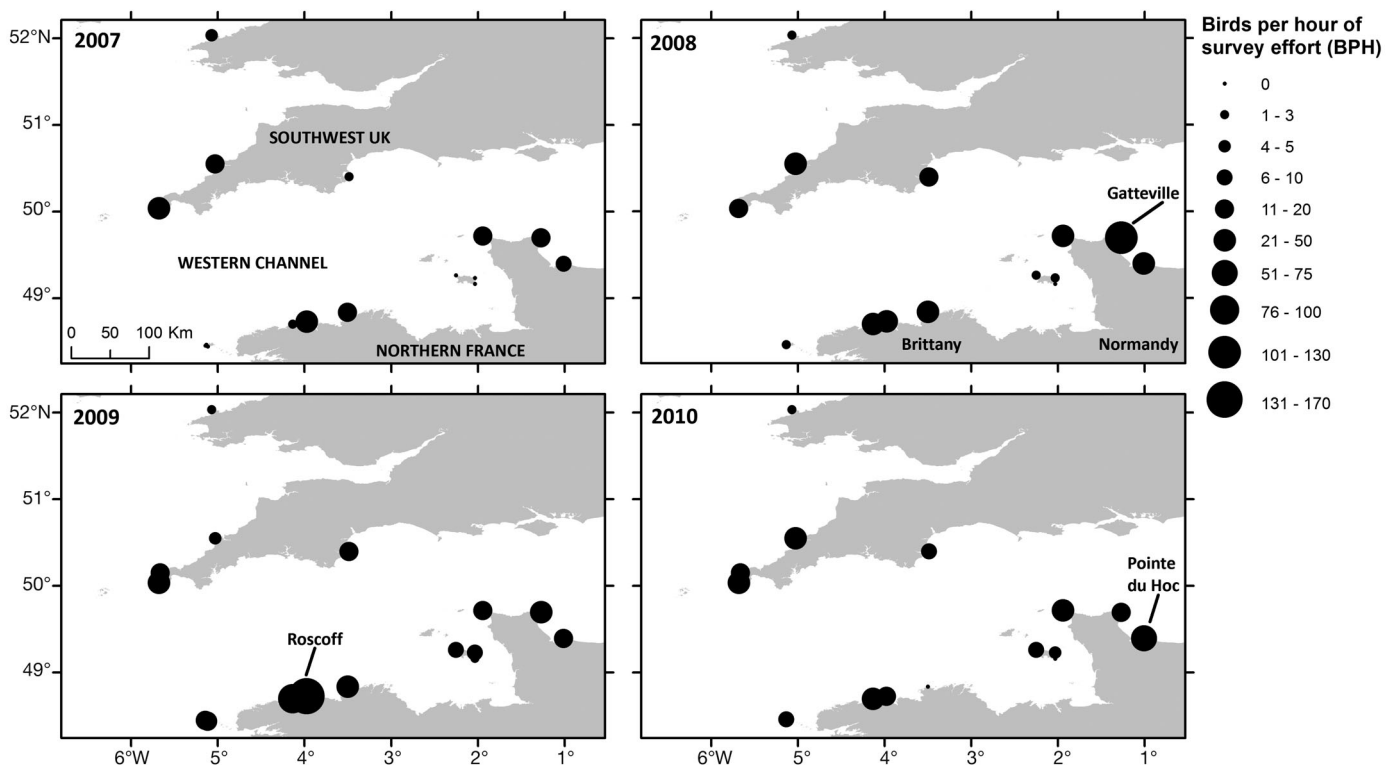 52°N
51°
50°
49°
2007
SOUTHWEST UK
WESTERN CHANNEL
0 50 100 Km
NORTHERN FRANCE
2008
Gatteville
Brittany
Normandy
Birds per hour of
survey effort (BPH)
0
1 - 3
4 - 5
6 - 10
11 - 20
21 - 50
51 - 75
76 - 100
101 - 130
131 - 170
52°N
51°
50°
49°
2009
Roscoff
6°W 5° 4° 3° 2° 1°
2010
Pointe
du Hoc
6°W 5° 4° 3° 2° 1°